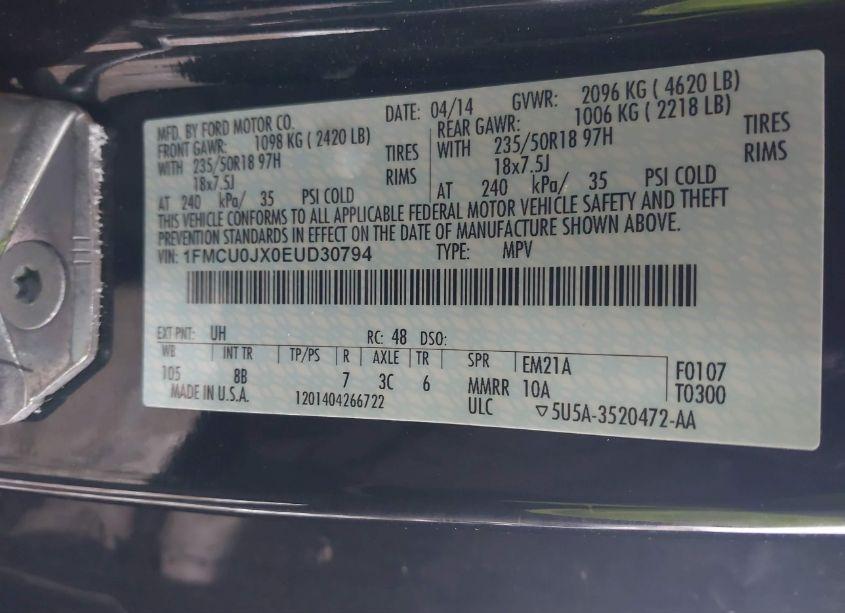 MFD. BY FORD MOTOR CO. DATE: 04/14 GVWR: 2096 KG ( 4620 LB)
FRONT GAWR: 1098 KG ( 2420 LB) REAR GAWR: 1006 KG ( 2218 LB)
WITH 235/50R18 97H TIRES WITH 235/50R18 97H TIRES
18x7.5J RIMS 18x7.5J RIMS
AT 240 kPa/ 35 PSI COLD AT 240 kPa/ 35 PSI COLD
THIS VEHICLE CONFORMS TO ALL APPLICABLE FEDERAL MOTOR VEHICLE SAFETY AND THEFT
PREVENTION STANDARDS IN EFFECT ON THE DATE OF MANUFACTURE SHOWN ABOVE.
VIN: 1FMCU0JX0EUD30794 TYPE: MPV
EXT PNT: UH RC: 48 DSO:
WB INT TR TP/PS R AXLE TR SPR EM21A F0107
105 8B 7 3C 6 MMRR 10A T0300
MADE IN U.S.A. 1201404266722 ULC ▽5U5A-3520472-AA